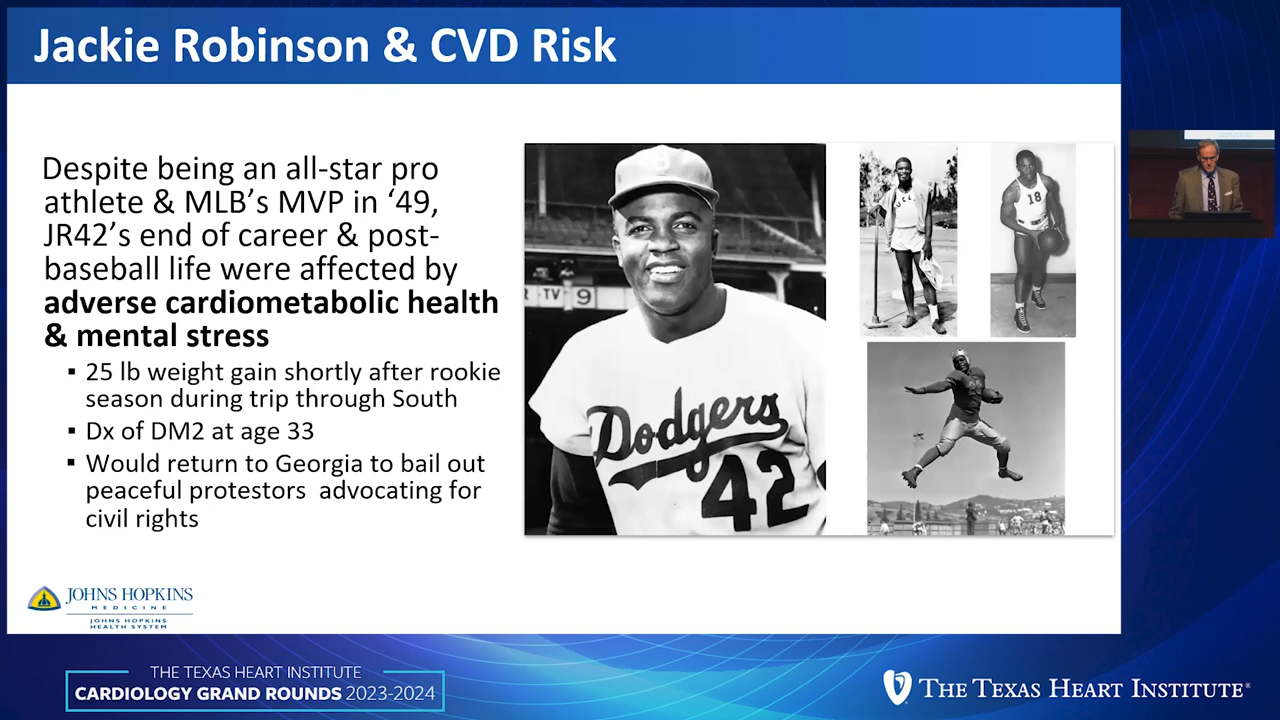 Jackie Robinson & CVD Risk
Despite being an all-star pro
athlete & MLB’s MVP in ‘49,
JR42’s end of career & post-
baseball life were affected by
adverse cardiometabolic health
& mental stress
▪ 25 lb weight gain shortly after rookie
season during trip through South
▪ Dx of DM2 at age 33
▪ Would return to Georgia to bail out
peaceful protestors advocating for
civil rights
TV 9
Dodgers
42
UCL
18
JOHNS HOPKINS
MEDICINE
JOHNS HOPKINS
HEALTH SYSTEM
THE TEXAS HEART INSTITUTE
CARDIOLOGY GRAND ROUNDS 2023-2024
THE TEXAS HEART INSTITUTE®